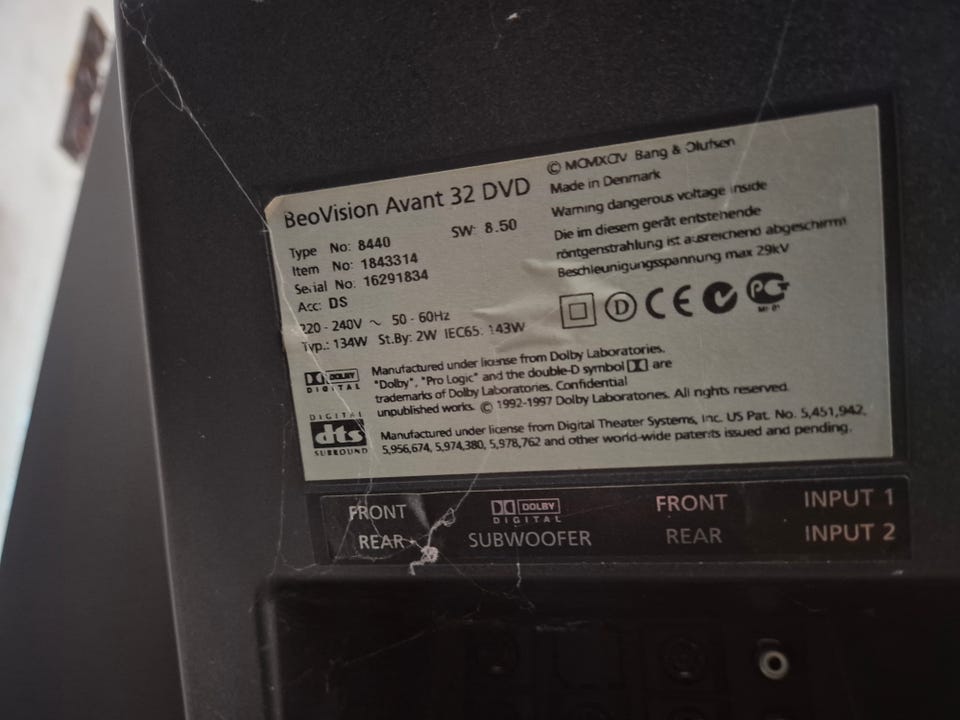 BeoVision Avant 32 DVD
Type No: 8440 SW: 8.50
Item No: 1843314
Serial No: 16291834
Acc: DS
220 - 240V ~ 50 - 60Hz
Typ.: 134W St.By: 2W IEC65: 143W
© Bang & Olufsen
Made in Denmark
Warning dangerous voltage inside
Die im diesem gerät entstehende
röntgenstrahlung ist ausreichend abgeschirmt
Beschleunigungsspannung max 29kV
D CE PG
DOLBY
DIGITAL
Manufactured under license from Dolby Laboratories.
"Dolby", "Pro Logic" and the double-D symbol are
trademarks of Dolby Laboratories. Confidential
unpublished works. © 1992-1997 Dolby Laboratories. All rights reserved.
DIGITAL
dts
SURROUND
Manufactured under license from Digital Theater Systems, Inc. US Pat. No. 5,451,942,
5,956,674, 5,974,380, 5,978,762 and other world-wide patents issued and pending.
FRONT DOLBY DIGITAL FRONT INPUT 1
REAR SUBWOOFER REAR INPUT 2